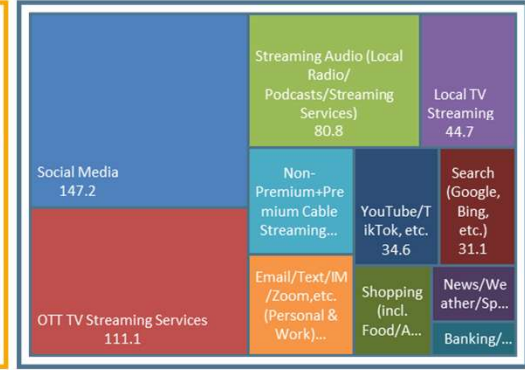 Social Media
147.2
OTT TV Streaming Services
111.1
Streaming Audio (Local
Radio/
Podcasts/Streaming
Services)
80.8
Local TV
Streaming
44.7
Non-
Premium+Pre
mium Cable
Streaming...
YouTube/T
ikTok, etc.
34.6
Search
(Google,
Bing,
etc.)
31.1
Email/Text/IM
/Zoom,etc.
(Personal &
Work)...
Shopping
(incl.
Food/A...
News/We
ather/Sp...
Banking/...